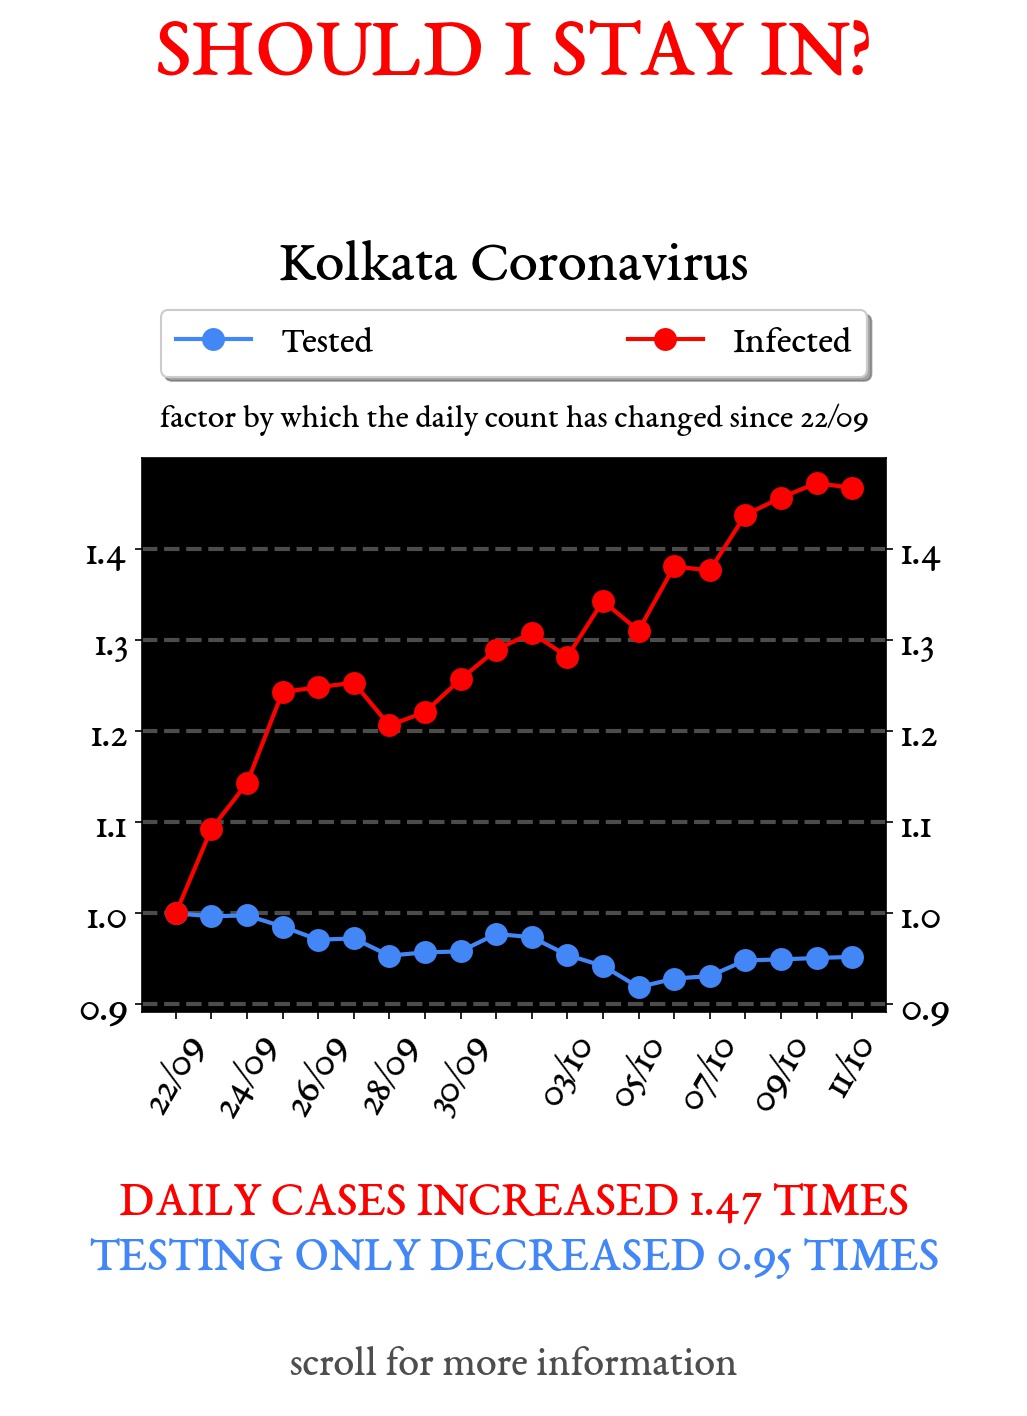 SHOULD I STAY IN?
Kolkata Coronavirus
Tested Infected
factor by which the daily count has changed since 22/09
1.4 1.4
1.3 1.3
1.2 1.2
1.1 1.1
1.0 1.0
0.9 0.9
22/09 24/09 26/09 28/09 30/09 03/10 05/10 07/10 09/10 11/10
DAILY CASES INCREASED 1.47 TIMES
TESTING ONLY DECREASED 0.95 TIMES
scroll for more information